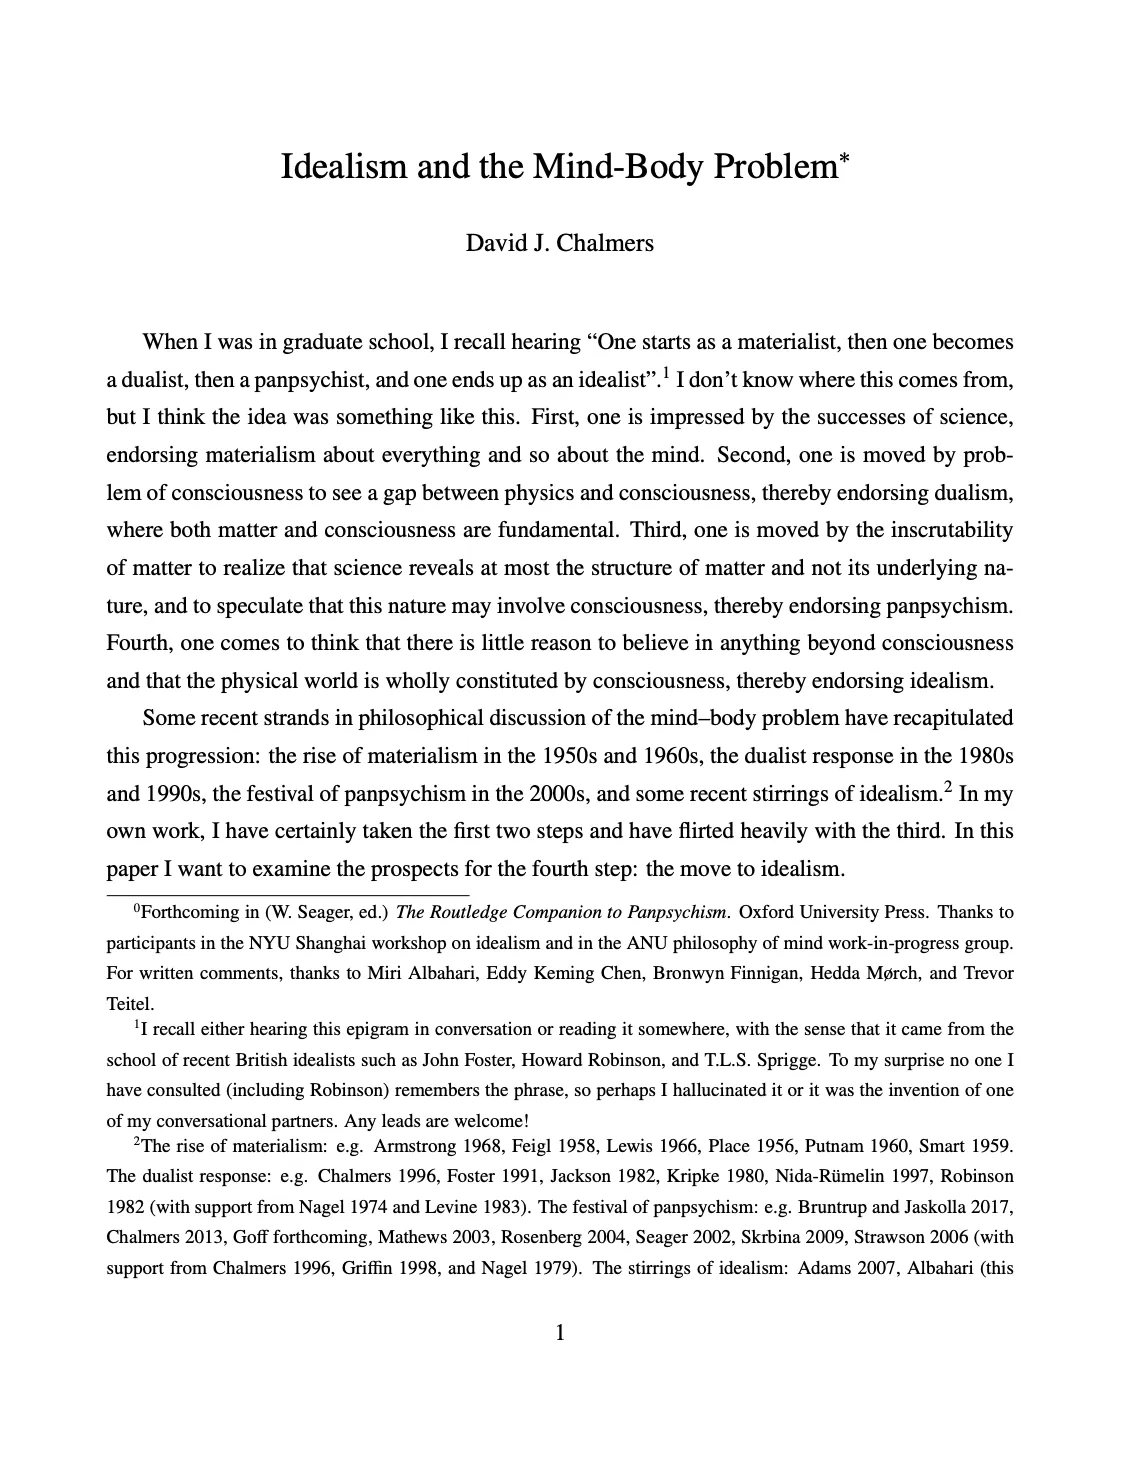 Idealism and the Mind-Body Problem*
David J. Chalmers
When I was in graduate school, I recall hearing “One starts as a materialist, then one becomes
a dualist, then a panpsychist, and one ends up as an idealist”.1 I don’t know where this comes from,
but I think the idea was something like this. First, one is impressed by the successes of science,
endorsing materialism about everything and so about the mind. Second, one is moved by prob-
lem of consciousness to see a gap between physics and consciousness, thereby endorsing dualism,
where both matter and consciousness are fundamental. Third, one is moved by the inscrutability
of matter to realize that science reveals at most the structure of matter and not its underlying na-
ture, and to speculate that this nature may involve consciousness, thereby endorsing panpsychism.
Fourth, one comes to think that there is little reason to believe in anything beyond consciousness
and that the physical world is wholly constituted by consciousness, thereby endorsing idealism.
Some recent strands in philosophical discussion of the mind–body problem have recapitulated
this progression: the rise of materialism in the 1950s and 1960s, the dualist response in the 1980s
and 1990s, the festival of panpsychism in the 2000s, and some recent stirrings of idealism.2 In my
own work, I have certainly taken the first two steps and have flirted heavily with the third. In this
paper I want to examine the prospects for the fourth step: the move to idealism.
0Forthcoming in (W. Seager, ed.) The Routledge Companion to Panpsychism. Oxford University Press. Thanks to
participants in the NYU Shanghai workshop on idealism and in the ANU philosophy of mind work-in-progress group.
For written comments, thanks to Miri Albahari, Eddy Keming Chen, Bronwyn Finnigan, Hedda Mørch, and Trevor
Teitel.
1I recall either hearing this epigram in conversation or reading it somewhere, with the sense that it came from the
school of recent British idealists such as John Foster, Howard Robinson, and T.L.S. Sprigge. To my surprise no one I
have consulted (including Robinson) remembers the phrase, so perhaps I hallucinated it or it was the invention of one
of my conversational partners. Any leads are welcome!
2The rise of materialism: e.g. Armstrong 1968, Feigl 1958, Lewis 1966, Place 1956, Putnam 1960, Smart 1959.
The dualist response: e.g. Chalmers 1996, Foster 1991, Jackson 1982, Kripke 1980, Nida-Rümelin 1997, Robinson
1982 (with support from Nagel 1974 and Levine 1983). The festival of panpsychism: e.g. Bruntrup and Jaskolla 2017,
Chalmers 2013, Goff forthcoming, Mathews 2003, Rosenberg 2004, Seager 2002, Skrbina 2009, Strawson 2006 (with
support from Chalmers 1996, Griffin 1998, and Nagel 1979). The stirrings of idealism: Adams 2007, Albahari (this
1